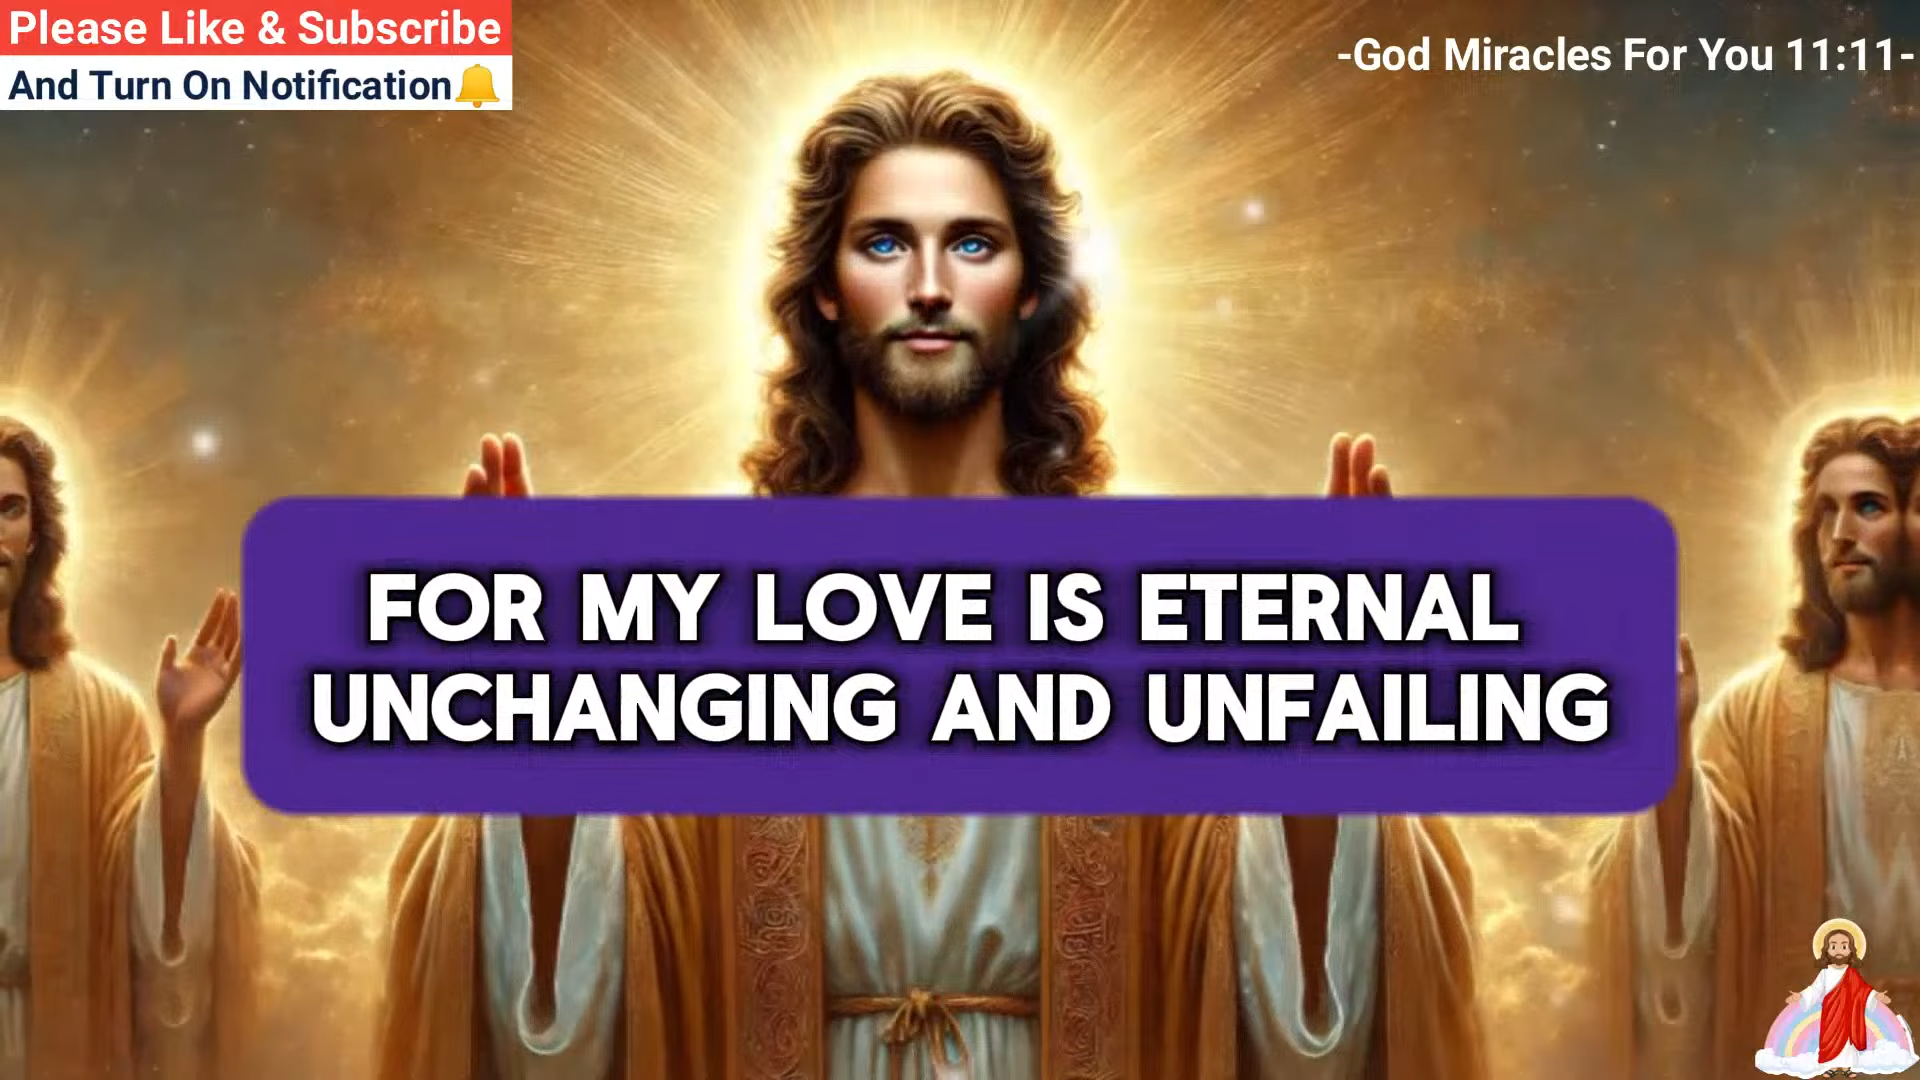 Please Like & Subscribe
And Turn On Notification🔔
-God Miracles For You 11:11-
FOR MY LOVE IS ETERNAL
UNCHANGING AND UNFAILING